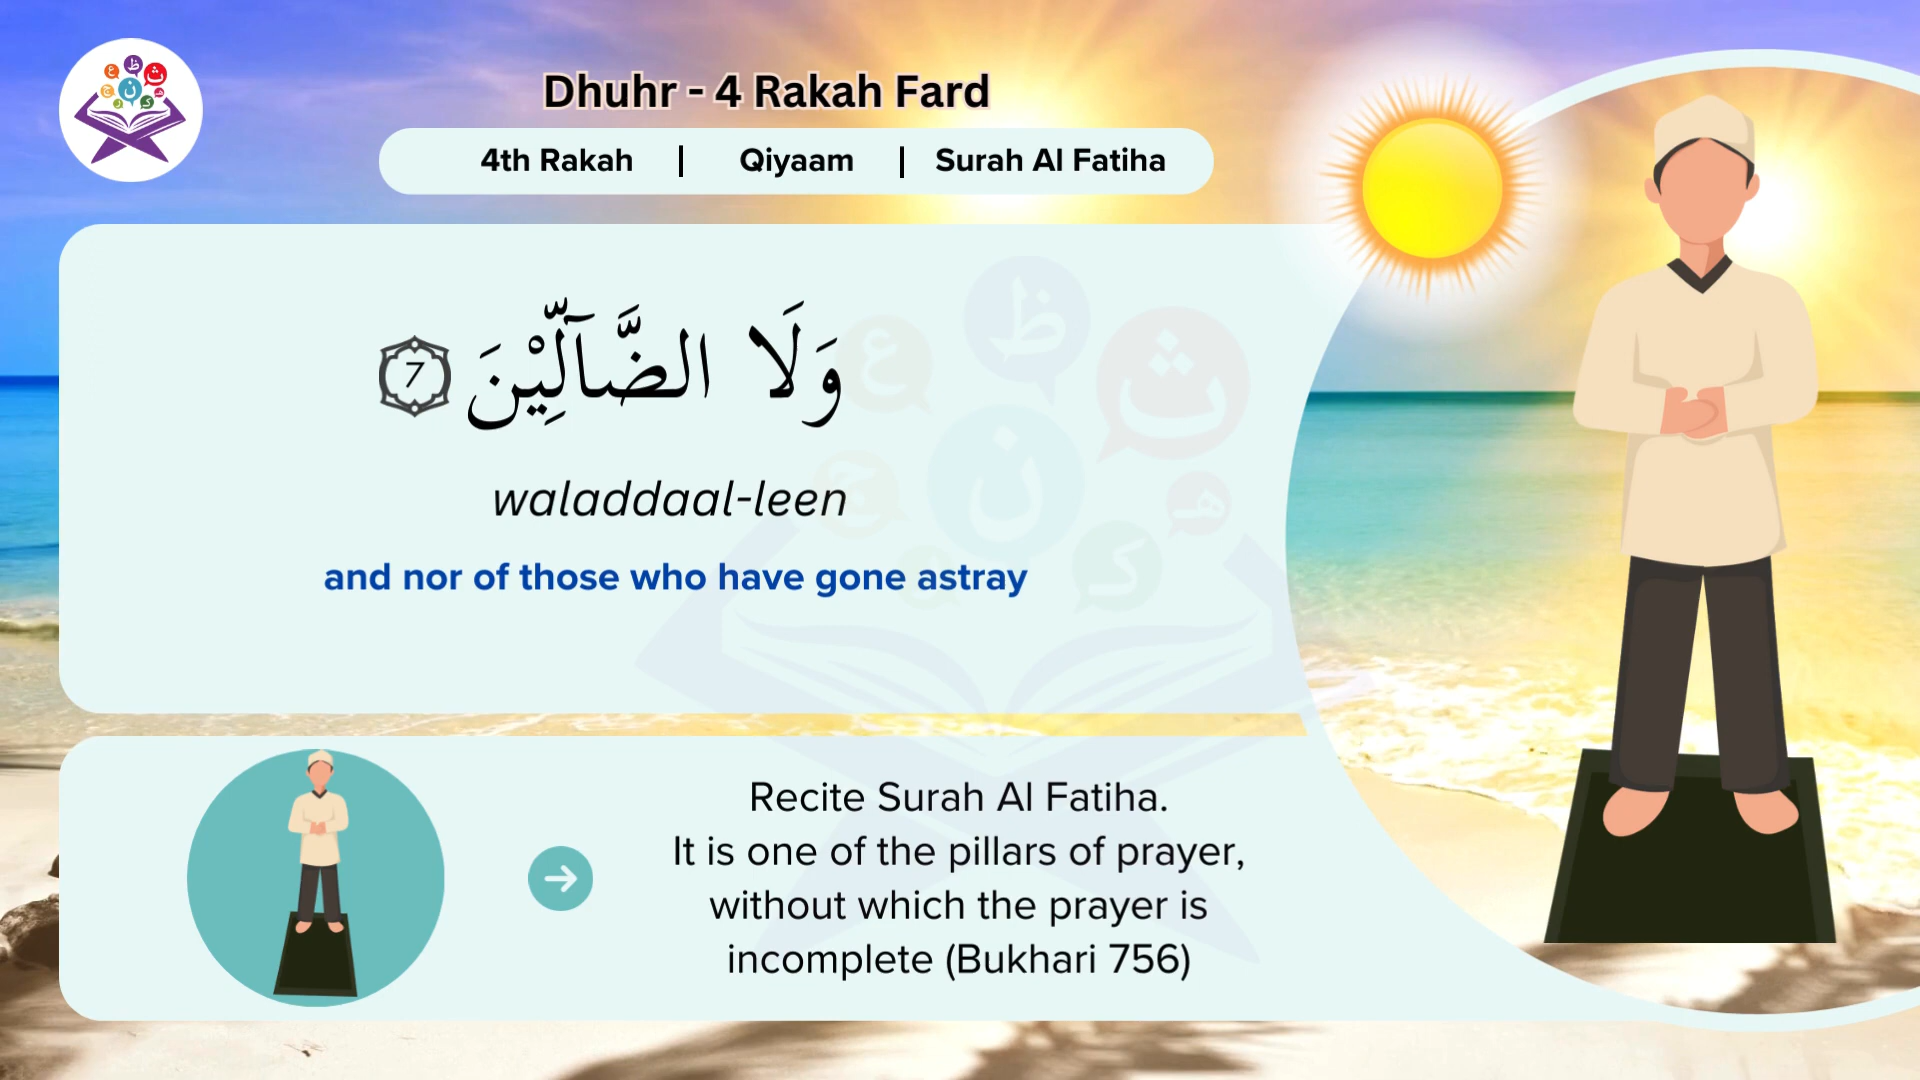 Dhuhr - 4 Rakah Fard
4th Rakah | Qiyaam | Surah Al Fatiha
وَلَا الضَّآلِّيْنَ 7
waladdaal-leen
and nor of those who have gone astray
Recite Surah Al Fatiha.
It is one of the pillars of prayer,
without which the prayer is
incomplete (Bukhari 756)